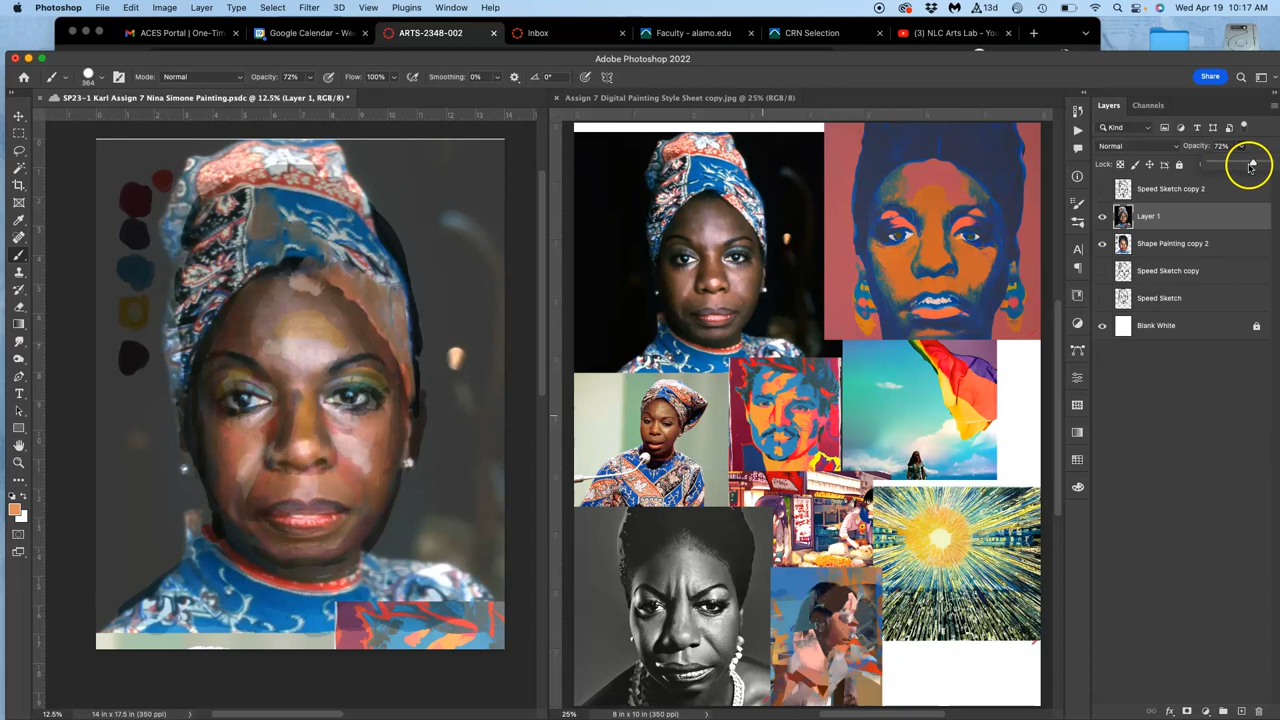 Photoshop File Edit Image Layer Type Select Filter 3D View Plugins Window Help 13d Wed Apr 19 10:17 AM
ACES Portal | One-Tim Google Calendar - We ARTS-2348-002 Inbox Faculty - alamo.edu CRN Selection (3) NLC Arts Lab - You
Adobe Photoshop 2022
Mode: Normal Opacity: 72% Flow: 100% Smoothing: 0% 0° Share
364
SP23-1 Karl Assign 7 Nina Simone Painting.psdc @ 12.5% (Layer 1, RGB/8) * Assign 7 Digital Painting Style Sheet copy.jpg @ 25% (RGB/8)
Layers Channels
Kind
Normal Opacity: 72%
Lock:
Speed Sketch copy 2
Layer 1
Shape Painting copy 2
Speed Sketch copy
Speed Sketch
Blank White
12.5% 14 in x 17.5 in (350 ppi) 25% 8 in x 10 in (350 ppi)